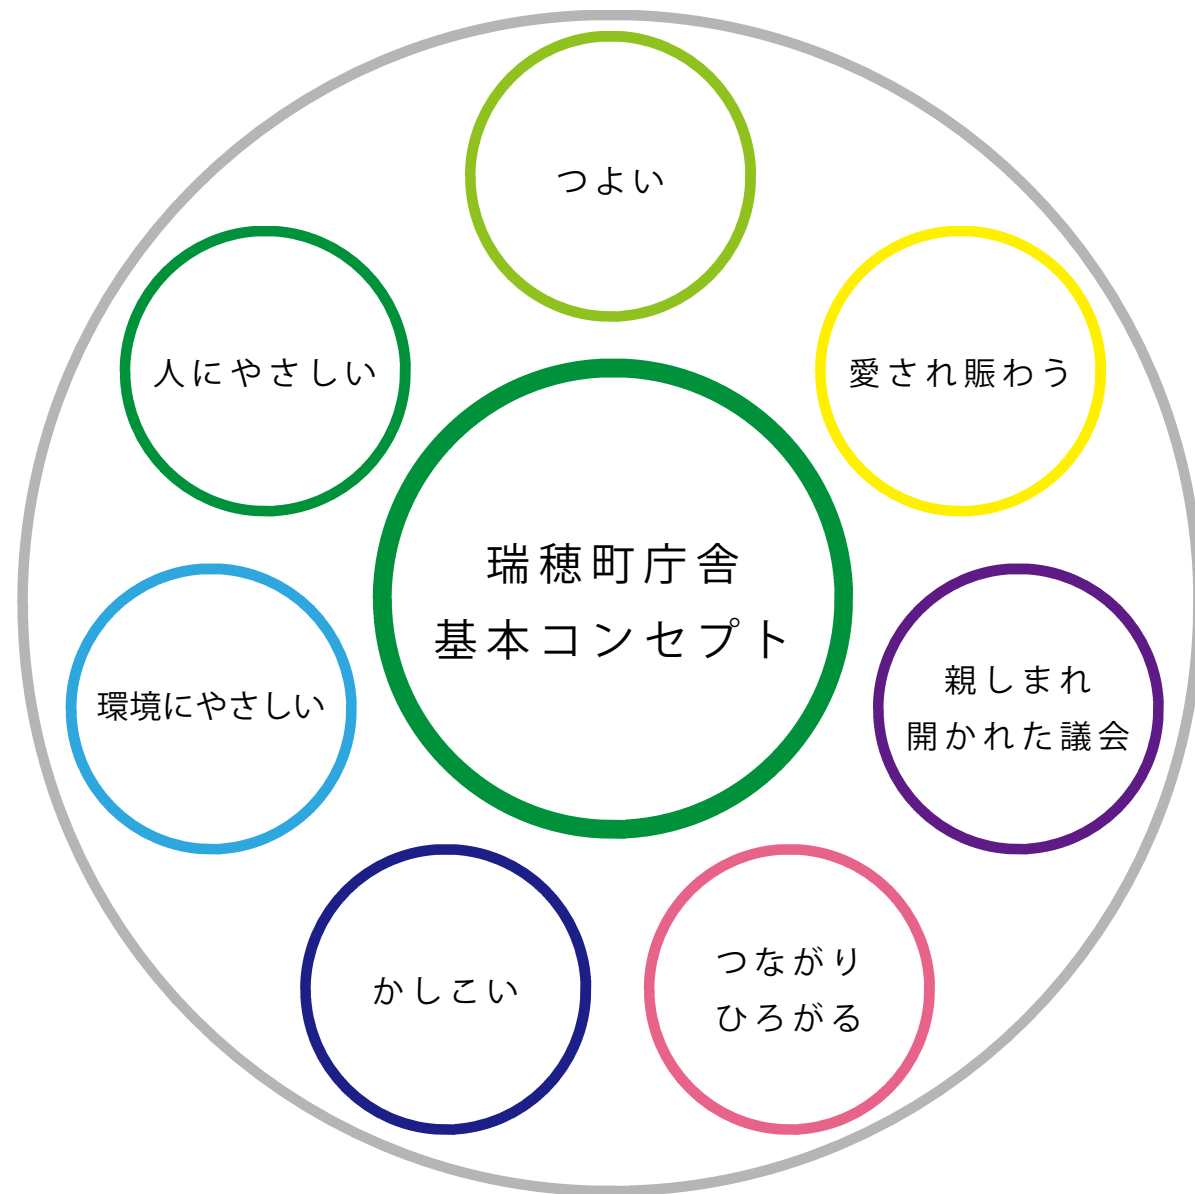 つよい
人にやさしい
愛され賑わう
瑞穂町庁舎
基本コンセプト
環境にやさしい
親しまれ
開かれた議会
かしこい
つながり
ひろがる